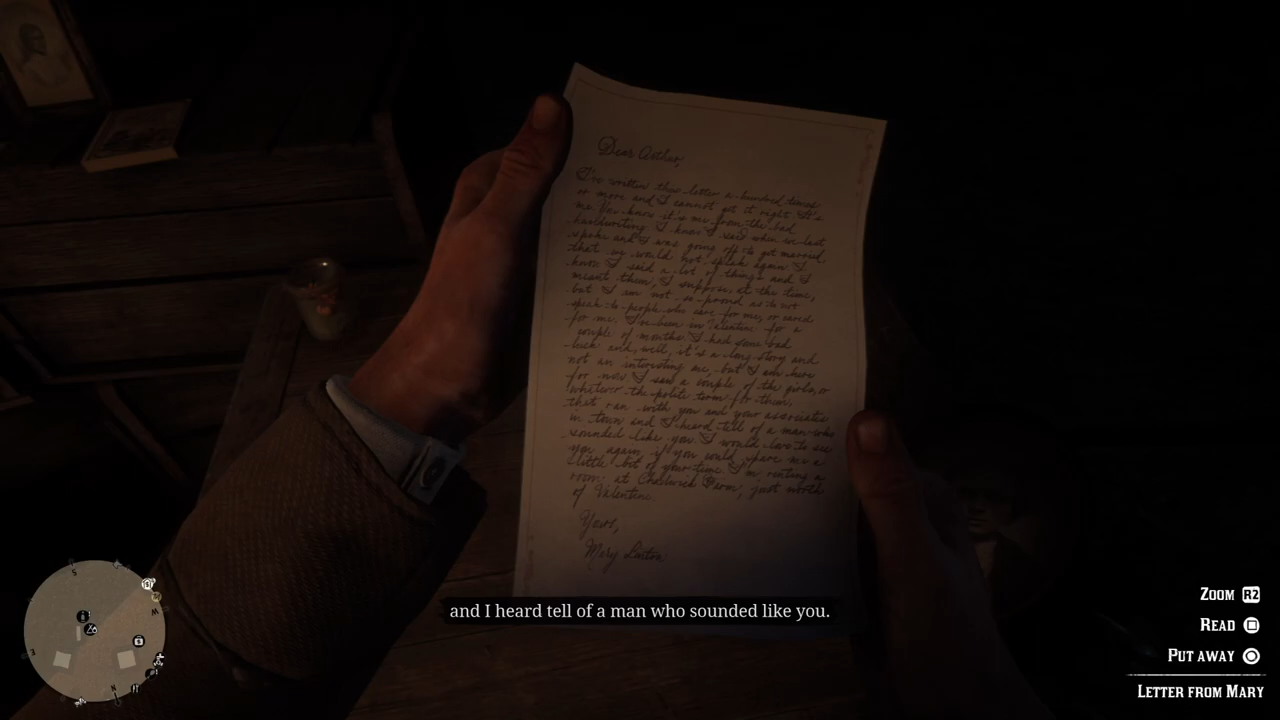 Dear Arthur,
I've written this letter a hundred times
or more and I cannot get it right. It's
me. You know it's me from the bad
handwriting. I know I said when we last
spoke and I was going off to get married
that we would not speak again. I
know I said a lot of things and I
meant them, I suppose, at the time,
but I am not so proud as to not
speak to people who care for me, or cared
for me. I've been in Valentine for a
couple of months. I had some bad
luck and, well, it's a long story and
not an interesting one, but I am here
for now. I saw a couple of the girls, or
whatever the polite term for them,
that ran with you and your associates
in town and I heard tell of a man who
sounded like you. I would love to see
you again, if you could spare me a
little bit of your time. I'm renting a
room at Chadwick Farm, just north
of Valentine.
Yours,
Mary Linton
and I heard tell of a man who sounded like you.
ZOOM R2
READ
PUT AWAY
LETTER FROM MARY
S
W
E
N